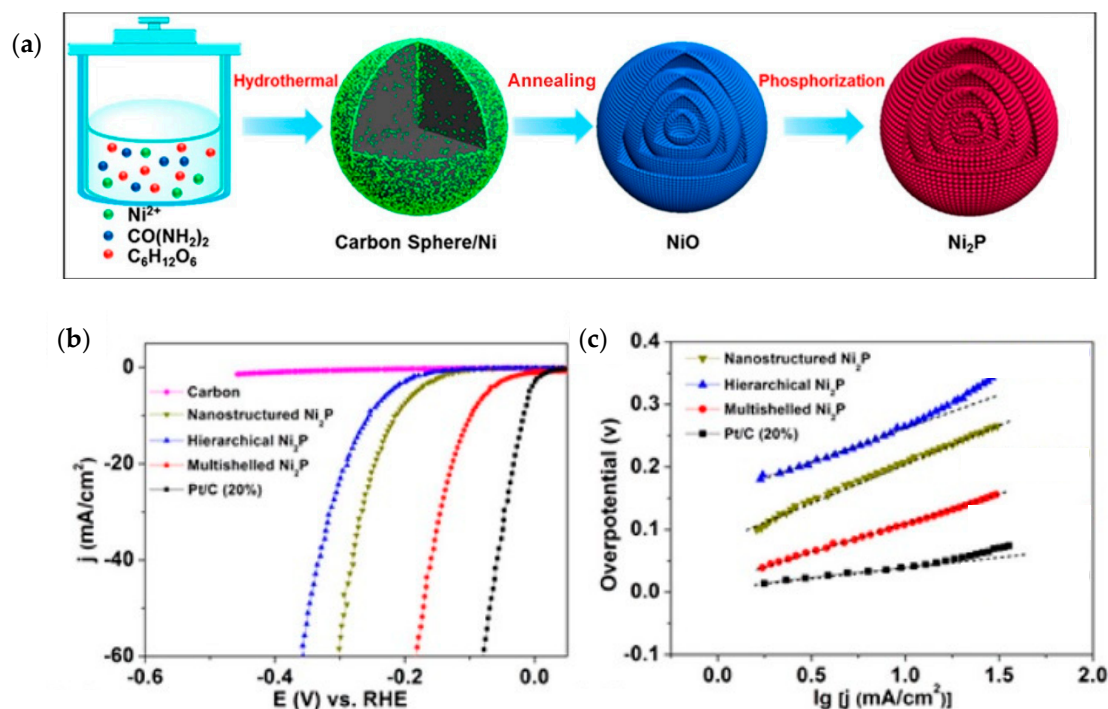 (a)
Hydrothermal
Annealing
Phosphorization
Ni²⁺
CO(NH₂)₂
C₆H₁₂O₆
Carbon Sphere/Ni
NiO
Ni₂P
(b)
0
-20
-40
-60
j (mA/cm²)
Carbon
Nanostructured Ni₂P
Hierarchical Ni₂P
Multishelled Ni₂P
Pt/C (20%)
-0.6 -0.4 -0.2 0.0
E (V) vs. RHE
(c)
0.4
0.3
0.2
0.1
0.0
-0.1
Overpotential (v)
Nanostructured Ni₂P
Hierarchical Ni₂P
Multishelled Ni₂P
Pt/C (20%)
0.0 0.5 1.0 1.5 2.0
lg [j (mA/cm²)]